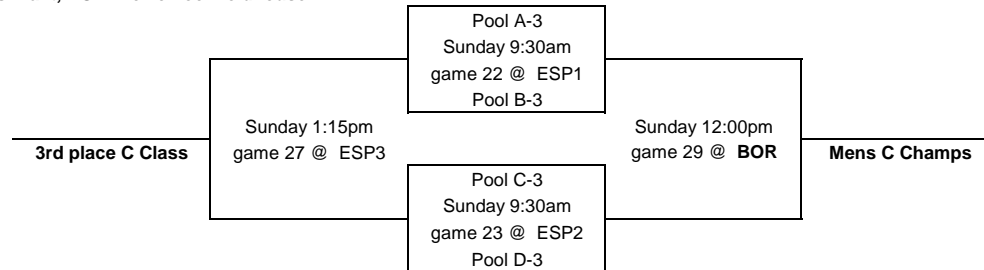 Pool A-3
Sunday 9:30am
game 22 @ ESP1
Pool B-3
Sunday 1:15pm
game 27 @ ESP3
3rd place C Class
Sunday 12:00pm
game 29 @ BOR
Mens C Champs
Pool C-3
Sunday 9:30am
game 23 @ ESP2
Pool D-3